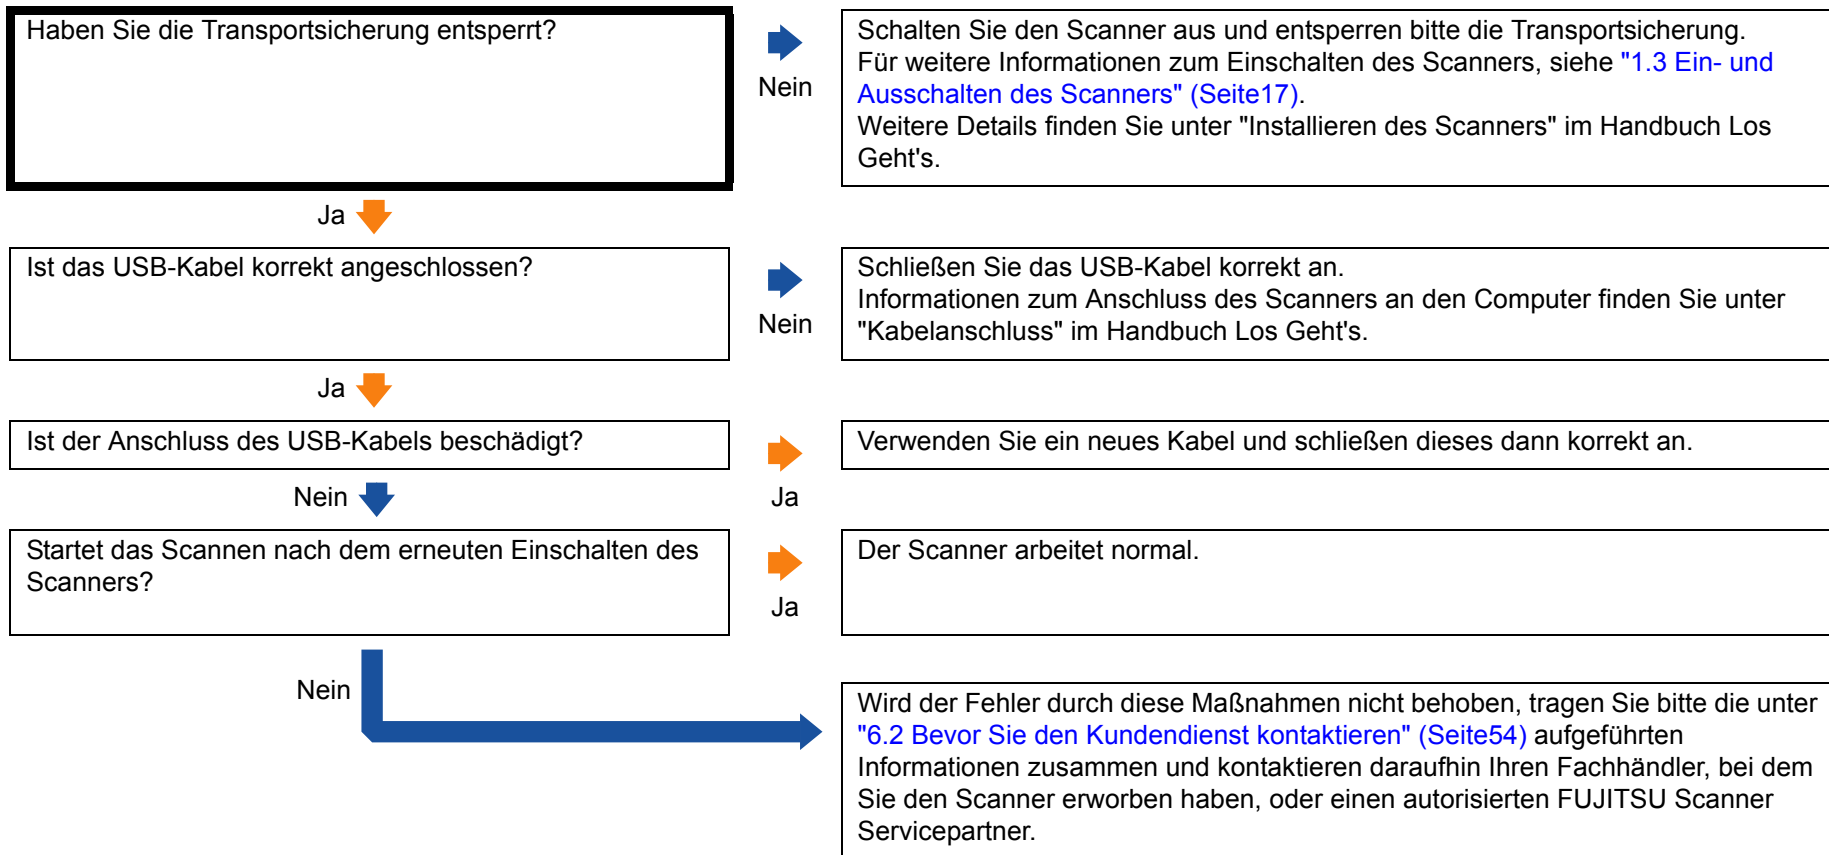 Haben Sie die Transportsicherung entsperrt?
Nein
Schalten Sie den Scanner aus und entsperren bitte die Transportsicherung.
Für weitere Informationen zum Einschalten des Scanners, siehe "1.3 Ein- und
Ausschalten des Scanners" (Seite17).
Weitere Details finden Sie unter "Installieren des Scanners" im Handbuch Los
Geht's.
Ja
Ist das USB-Kabel korrekt angeschlossen?
Nein
Schließen Sie das USB-Kabel korrekt an.
Informationen zum Anschluss des Scanners an den Computer finden Sie unter
"Kabelanschluss" im Handbuch Los Geht's.
Ja
Ist der Anschluss des USB-Kabels beschädigt?
Ja
Verwenden Sie ein neues Kabel und schließen dieses dann korrekt an.
Nein
Startet das Scannen nach dem erneuten Einschalten des
Scanners?
Ja
Der Scanner arbeitet normal.
Nein
Wird der Fehler durch diese Maßnahmen nicht behoben, tragen Sie bitte die unter
"6.2 Bevor Sie den Kundendienst kontaktieren" (Seite54) aufgeführten
Informationen zusammen und kontaktieren daraufhin Ihren Fachhändler, bei dem
Sie den Scanner erworben haben, oder einen autorisierten FUJITSU Scanner
Servicepartner.